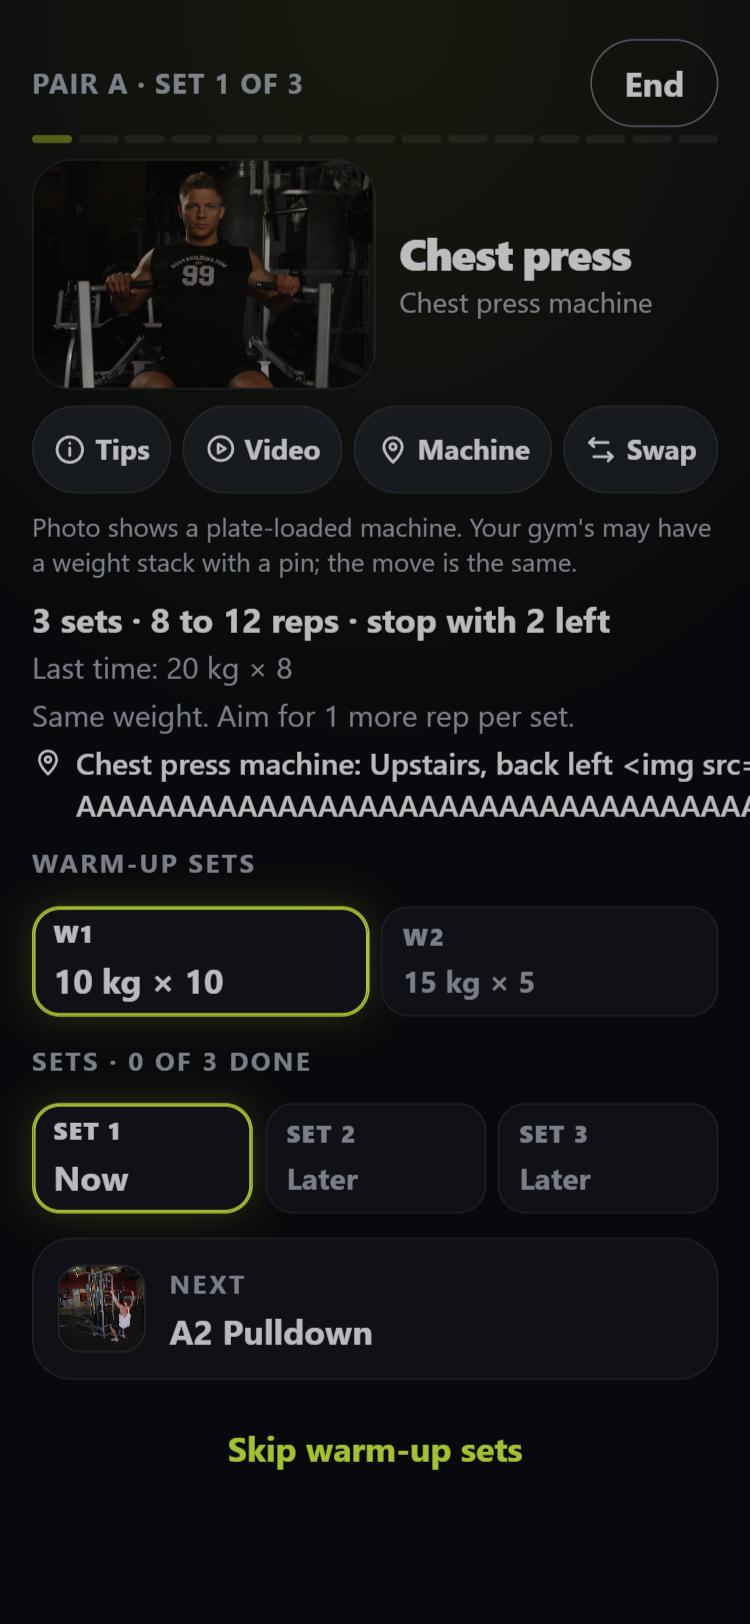 PAIR A · SET 1 OF 3
End
99
Chest press
Chest press machine
Tips
Video
Machine
Swap
Photo shows a plate-loaded machine. Your gym's may have
a weight stack with a pin; the move is the same.
3 sets · 8 to 12 reps · stop with 2 left
Last time: 20 kg × 8
Same weight. Aim for 1 more rep per set.
Chest press machine: Upstairs, back left <img src=
AAAAAAAAAAAAAAAAAAAAAAAAAAAAAAAAAA
WARM-UP SETS
W1
10 kg × 10
W2
15 kg × 5
SETS · 0 OF 3 DONE
SET 1
Now
SET 2
Later
SET 3
Later
NEXT
A2 Pulldown
Skip warm-up sets